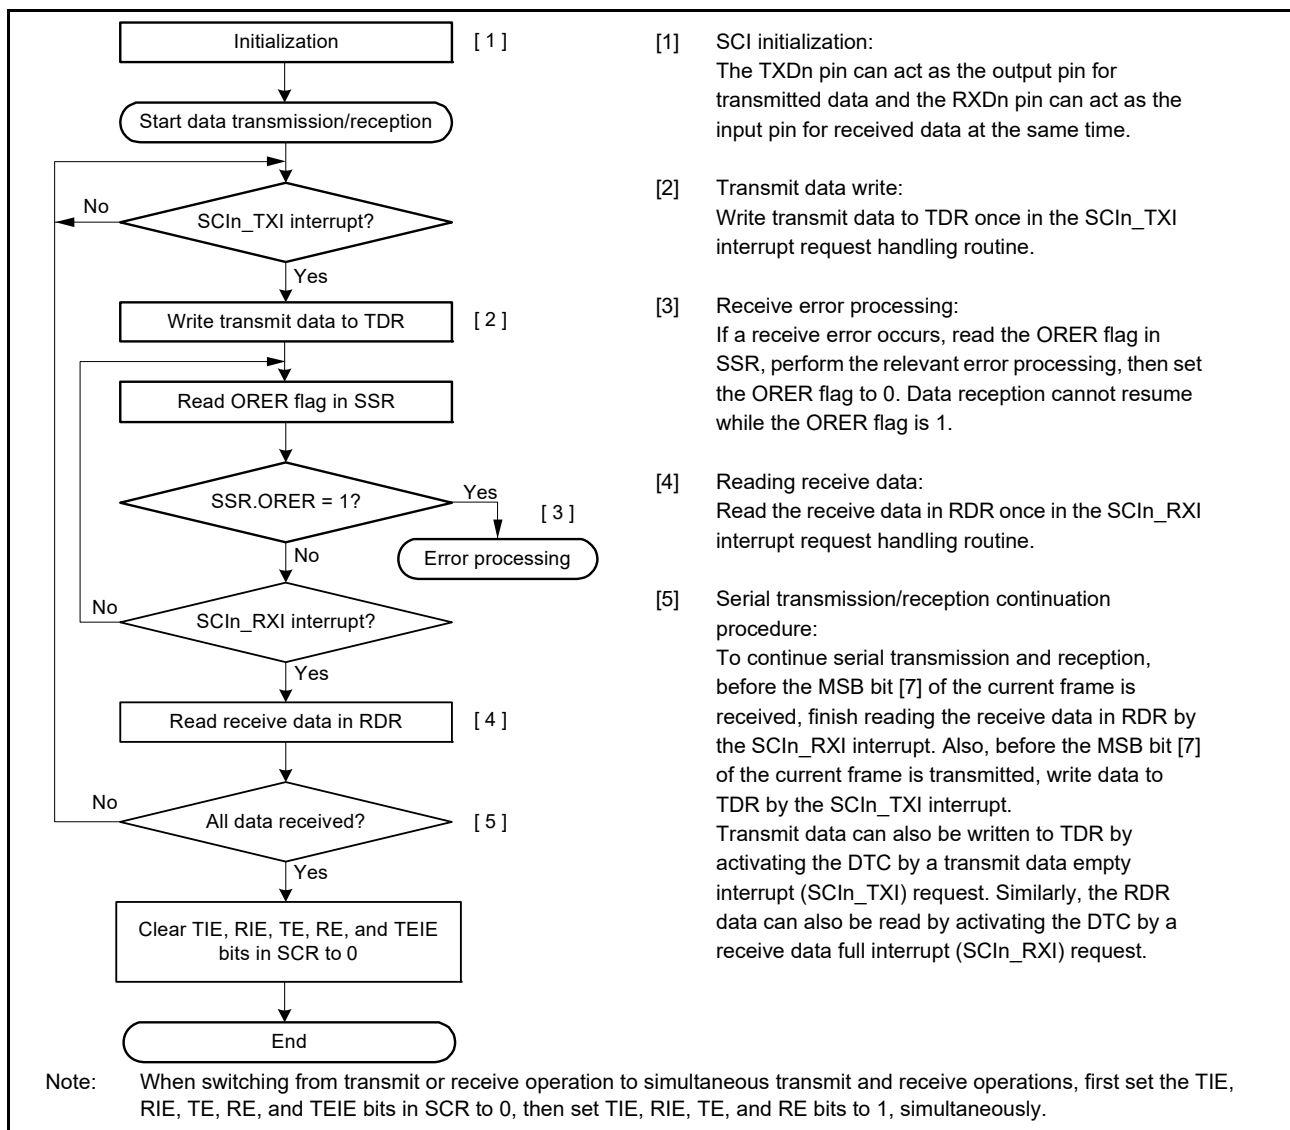 Initialization
[ 1 ]
Start data transmission/reception
No
SCIn_TXI interrupt?
Yes
Write transmit data to TDR
[ 2 ]
Read ORER flag in SSR
SSR.ORER = 1?
Yes
[ 3 ]
Error processing
No
No
SCIn_RXI interrupt?
Yes
Read receive data in RDR
[ 4 ]
No
All data received?
[ 5 ]
Yes
Clear TIE, RIE, TE, RE, and TEIE
bits in SCR to 0
End
[1] SCI initialization:
The TXDn pin can act as the output pin for
transmitted data and the RXDn pin can act as the
input pin for received data at the same time.
[2] Transmit data write:
Write transmit data to TDR once in the SCIn_TXI
interrupt request handling routine.
[3] Receive error processing:
If a receive error occurs, read the ORER flag in
SSR, perform the relevant error processing, then set
the ORER flag to 0. Data reception cannot resume
while the ORER flag is 1.
[4] Reading receive data:
Read the receive data in RDR once in the SCIn_RXI
interrupt request handling routine.
[5] Serial transmission/reception continuation
procedure:
To continue serial transmission and reception,
before the MSB bit [7] of the current frame is
received, finish reading the receive data in RDR by
the SCIn_RXI interrupt. Also, before the MSB bit [7]
of the current frame is transmitted, write data to
TDR by the SCIn_TXI interrupt.
Transmit data can also be written to TDR by
activating the DTC by a transmit data empty
interrupt (SCIn_TXI) request. Similarly, the RDR
data can also be read by activating the DTC by a
receive data full interrupt (SCIn_RXI) request.
Note: When switching from transmit or receive operation to simultaneous transmit and receive operations, first set the TIE,
RIE, TE, RE, and TEIE bits in SCR to 0, then set TIE, RIE, TE, and RE bits to 1, simultaneously.